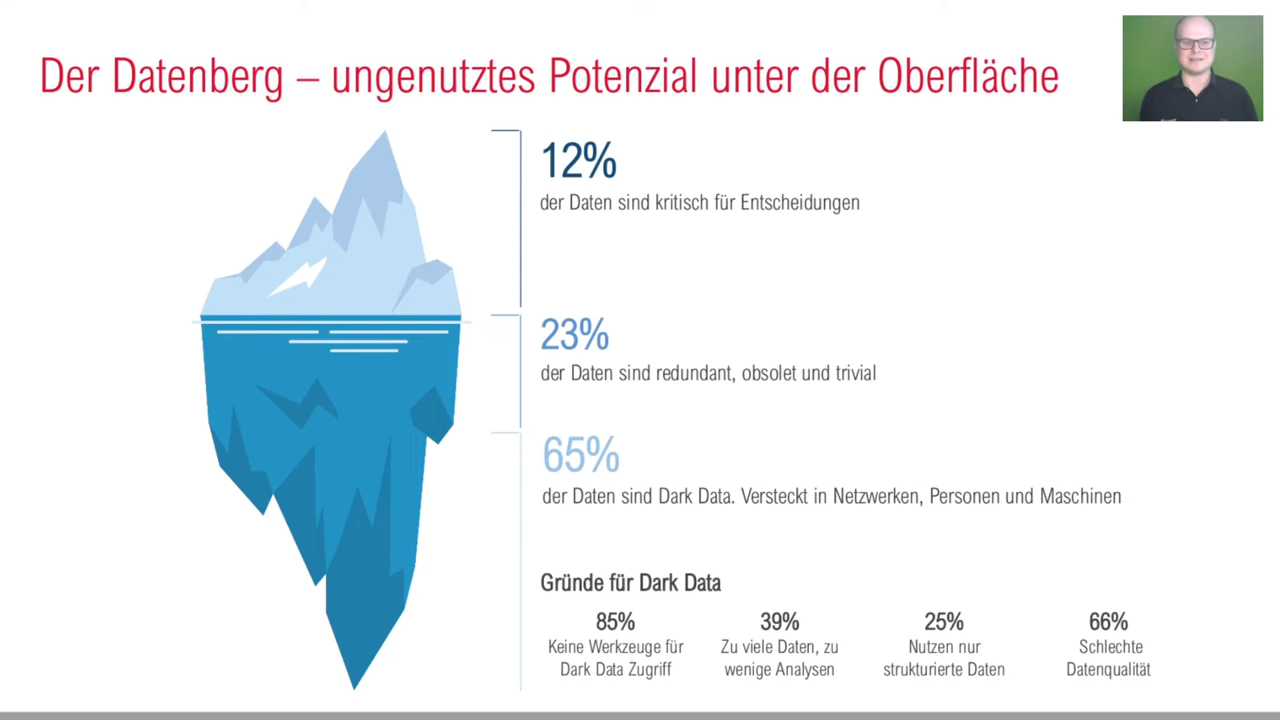 Der Datenberg – ungenutztes Potenzial unter der Oberfläche
12%
der Daten sind kritisch für Entscheidungen
23%
der Daten sind redundant, obsolet und trivial
65%
der Daten sind Dark Data. Versteckt in Netzwerken, Personen und Maschinen
Gründe für Dark Data
85%
Keine Werkzeuge für
Dark Data Zugriff
39%
Zu viele Daten, zu
wenige Analysen
25%
Nutzen nur
strukturierte Daten
66%
Schlechte
Datenqualität